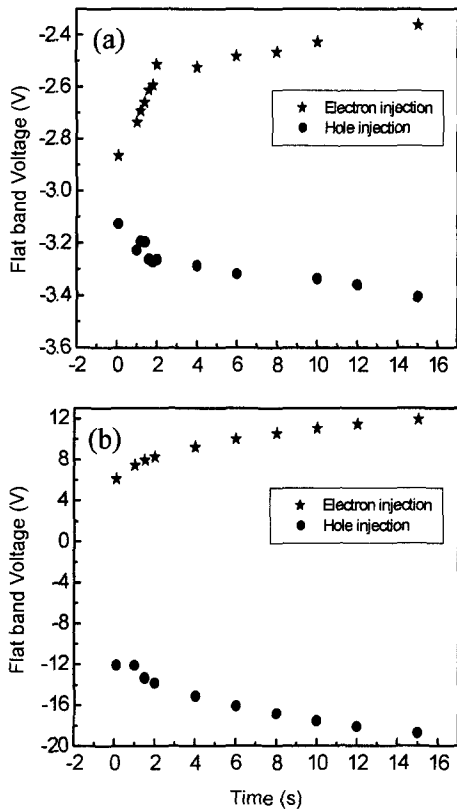 (a)
Flat band Voltage (V)
-2.4
-2.6
-2.8
-3.0
-3.2
-3.4
-3.6
Electron injection
Hole injection
-2 0 2 4 6 8 10 12 14 16
(b)
Flat band Voltage (V)
12
8
4
0
-4
-8
-12
-16
-20
Electron injection
Hole injection
-2 0 2 4 6 8 10 12 14 16
Time (s)